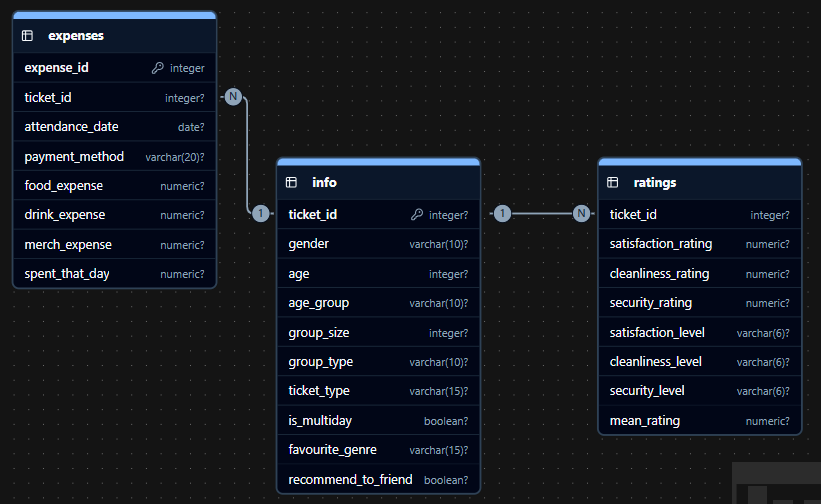 expenses
expense_id integer
ticket_id integer?
N
attendance_date date?
payment_method varchar(20)?
food_expense numeric?
drink_expense numeric?
merch_expense numeric?
spent_that_day numeric?
1
info
ticket_id integer?
gender varchar(10)?
age integer?
age_group varchar(10)?
group_size integer?
group_type varchar(10)?
ticket_type varchar(15)?
is_multiday boolean?
favourite_genre varchar(15)?
recommend_to_friend boolean?
1
N
ratings
ticket_id integer?
satisfaction_rating numeric?
cleanliness_rating numeric?
security_rating numeric?
satisfaction_level varchar(6)?
cleanliness_level varchar(6)?
security_level varchar(6)?
mean_rating numeric?